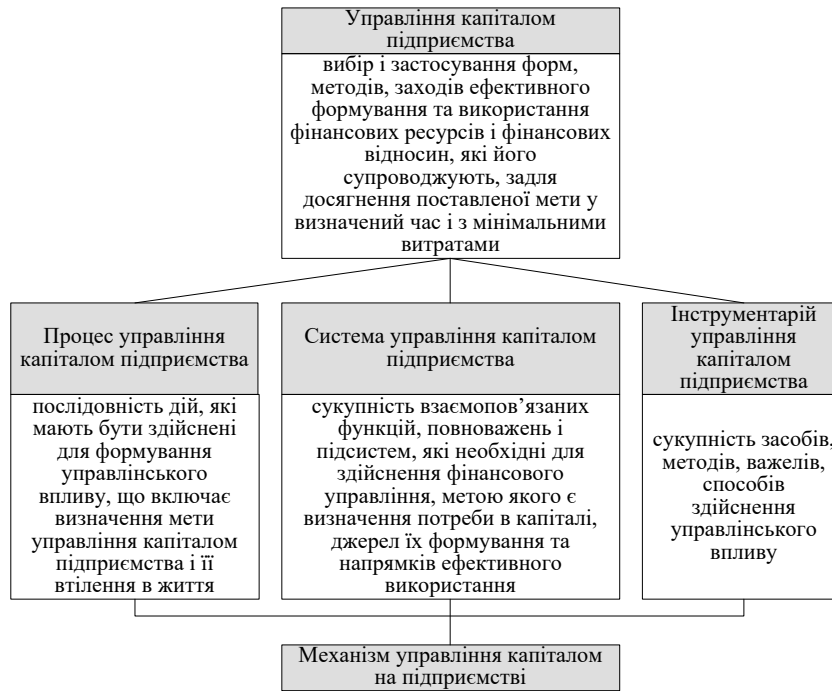 Управління капіталом
підприємства
вибір і застосування форм,
методів, заходів ефективного
формування та використання
фінансових ресурсів і фінансових
відносин, які його
супроводжують, задля
досягнення поставленої мети у
визначений час і з мінімальними
витратами
Процес управління
капіталом підприємства
послідовність дій, які
мають бути здійснені
для формування
управлінського
впливу, що включає
визначення мети
управління капіталом
підприємства і її
втілення в життя
Система управління капіталом
підприємства
сукупність взаємопов’язаних
функцій, повноважень і
підсистем, які необхідні для
здійснення фінансового
управління, метою якого є
визначення потреби в капіталі,
джерел їх формування та
напрямків ефективного
використання
Інструментарій
управління
капіталом
підприємства
сукупність засобів,
методів, важелів,
способів
здійснення
управлінського
впливу
Механізм управління капіталом
на підприємстві